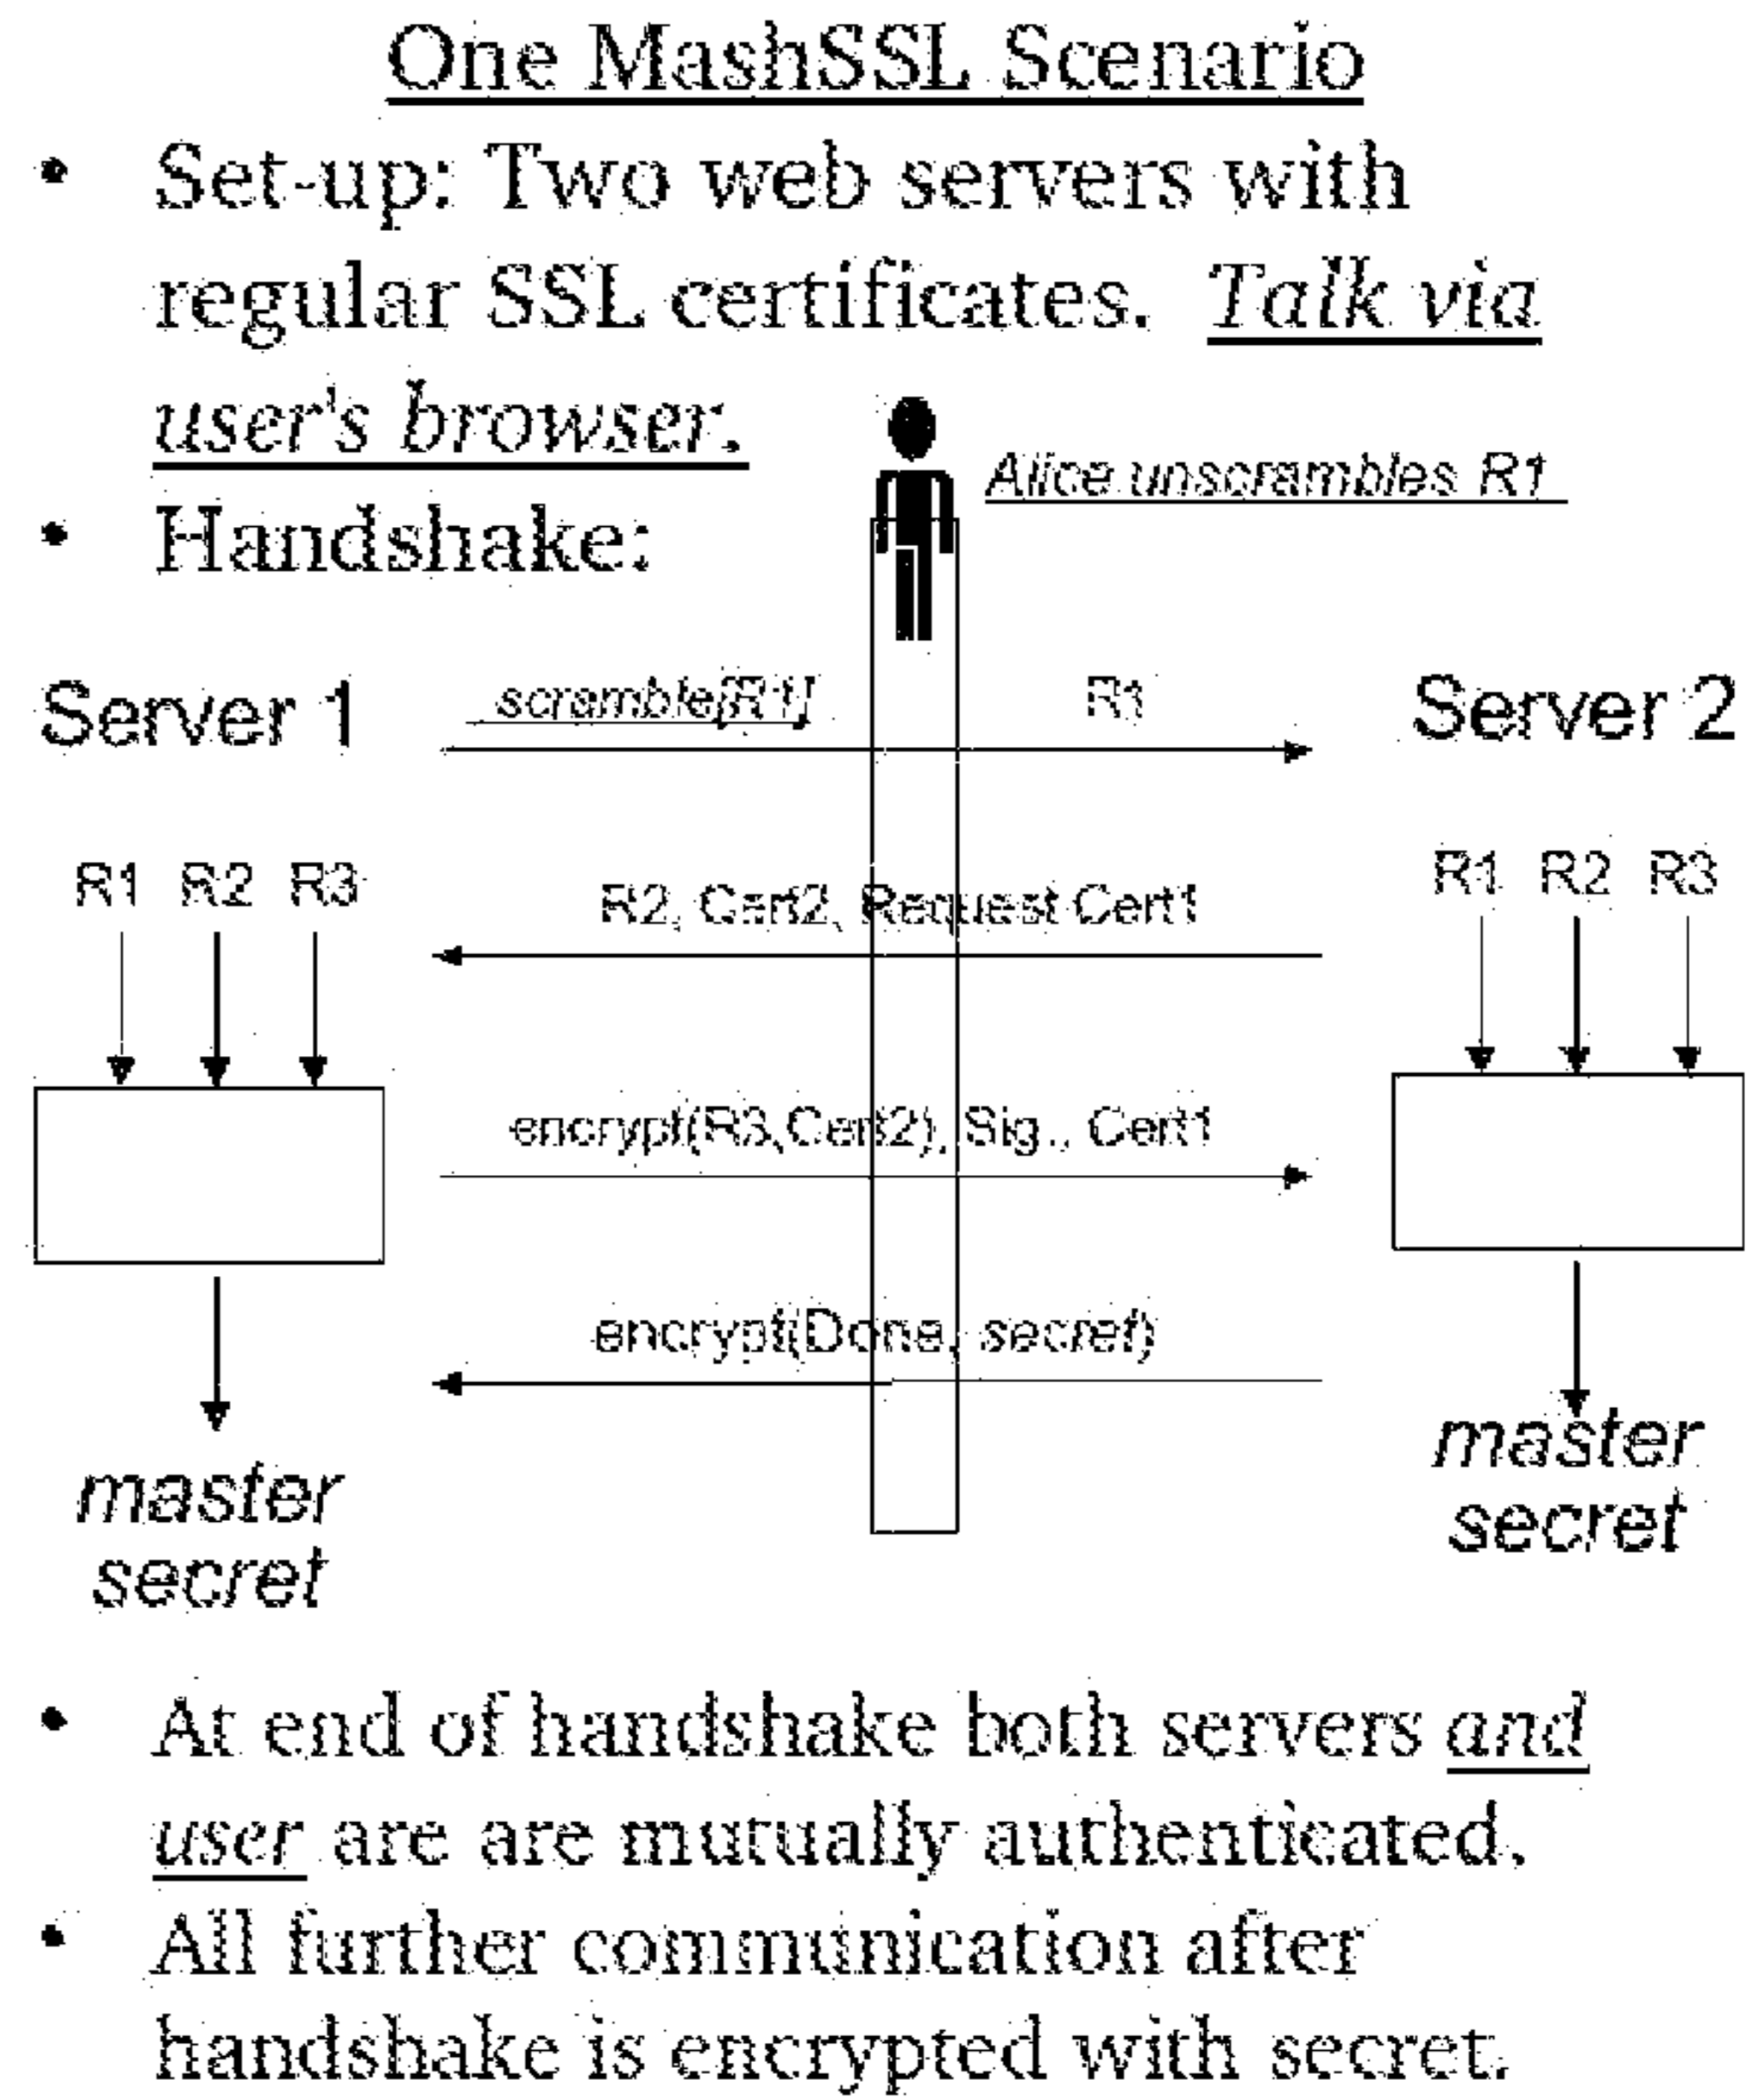 One MashSSL Scenario
• Set-up: Two web servers with
regular SSL certificates. Talk via
user's browser.
Alice unscrambles R1
• Handshake:
Server 1
scramble[R1]
R1
Server 2
R1 R2 R3
R2, Cert2, Request Cert1
R1 R2 R3
encrypt(R3,Cert2), Sig., Cert1
encrypt(Done, secret)
master
secret
master
secret
• At end of handshake both servers and
user are are mutually authenticated.
• All further communication after
handshake is encrypted with secret.